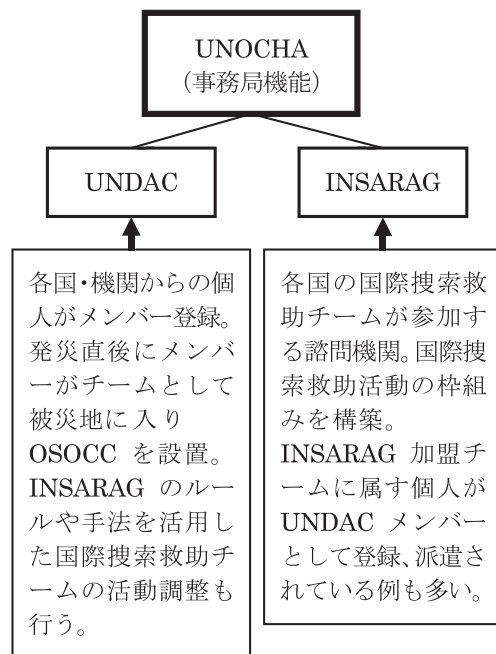 UNOCHA
（事務局機能）
UNDAC
INSARAG
各国・機関からの個
人がメンバー登録。
発災直後にメンバ
ーがチームとして
被災地に入り
OSOCC を設置。
INSARAG のルー
ルや手法を活用し
た国際捜索救助チ
ームの活動調整も
行う。
各国の国際捜索救
助チームが参加す
る諮問機関。国際捜
索救助活動の枠組
みを構築。
INSARAG 加盟チ
ームに属す個人が
UNDAC メンバー
として登録、派遣さ
れている例も多い。